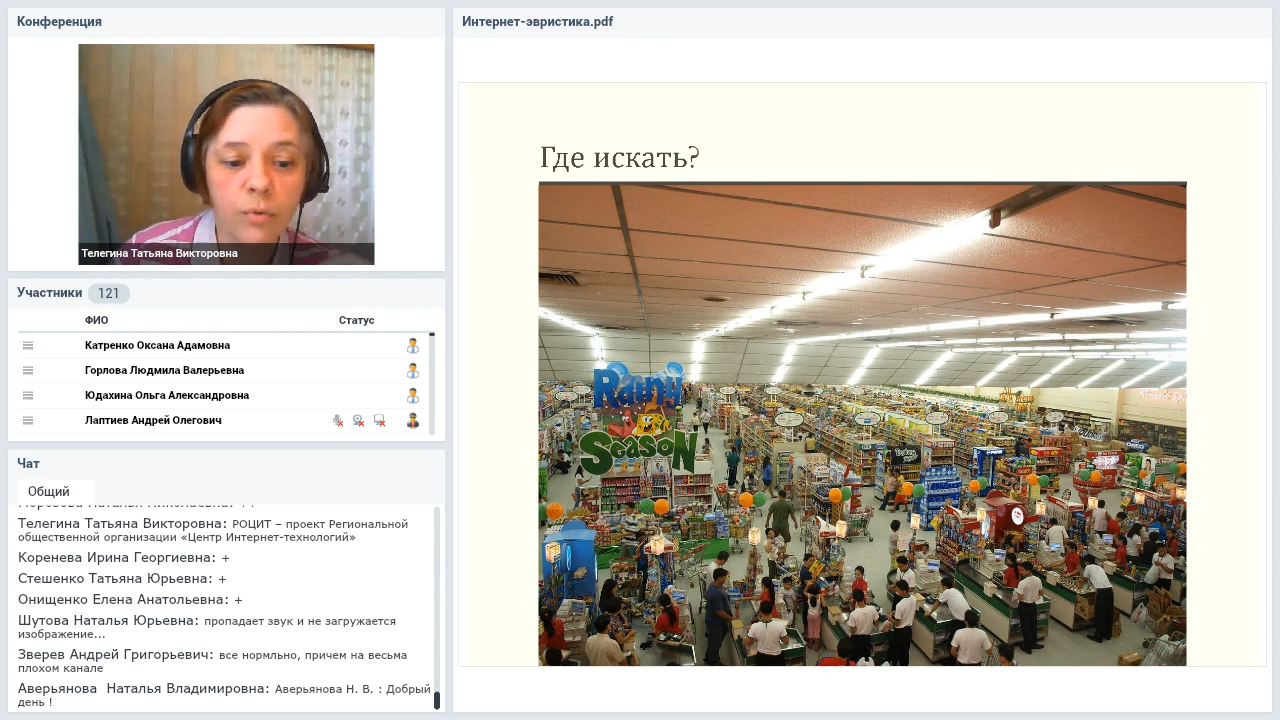 Конференция
Телегина Татьяна Викторовна
Участники 121
ФИО Статус
Катренко Оксана Адамовна
Горлова Людмила Валерьевна
Юдахина Ольга Александровна
Лаптиев Андрей Олегович
Чат
Общий
Телегина Татьяна Викторовна: РОЦИТ – проект Региональной
общественной организации «Центр Интернет-технологий»
Коренева Ирина Георгиевна: +
Стешенко Татьяна Юрьевна: +
Онищенко Елена Анатольевна: +
Шутова Наталья Юрьевна: пропадает звук и не загружается
изображение...
Зверев Андрей Григорьевич: все нормльно, причем на весьма
плохом канале
Аверьянова Наталья Владимировна: Аверьянова Н. В. : Добрый
день !
Интернет-эвристика.pdf
Где искать?
Rainy
Season